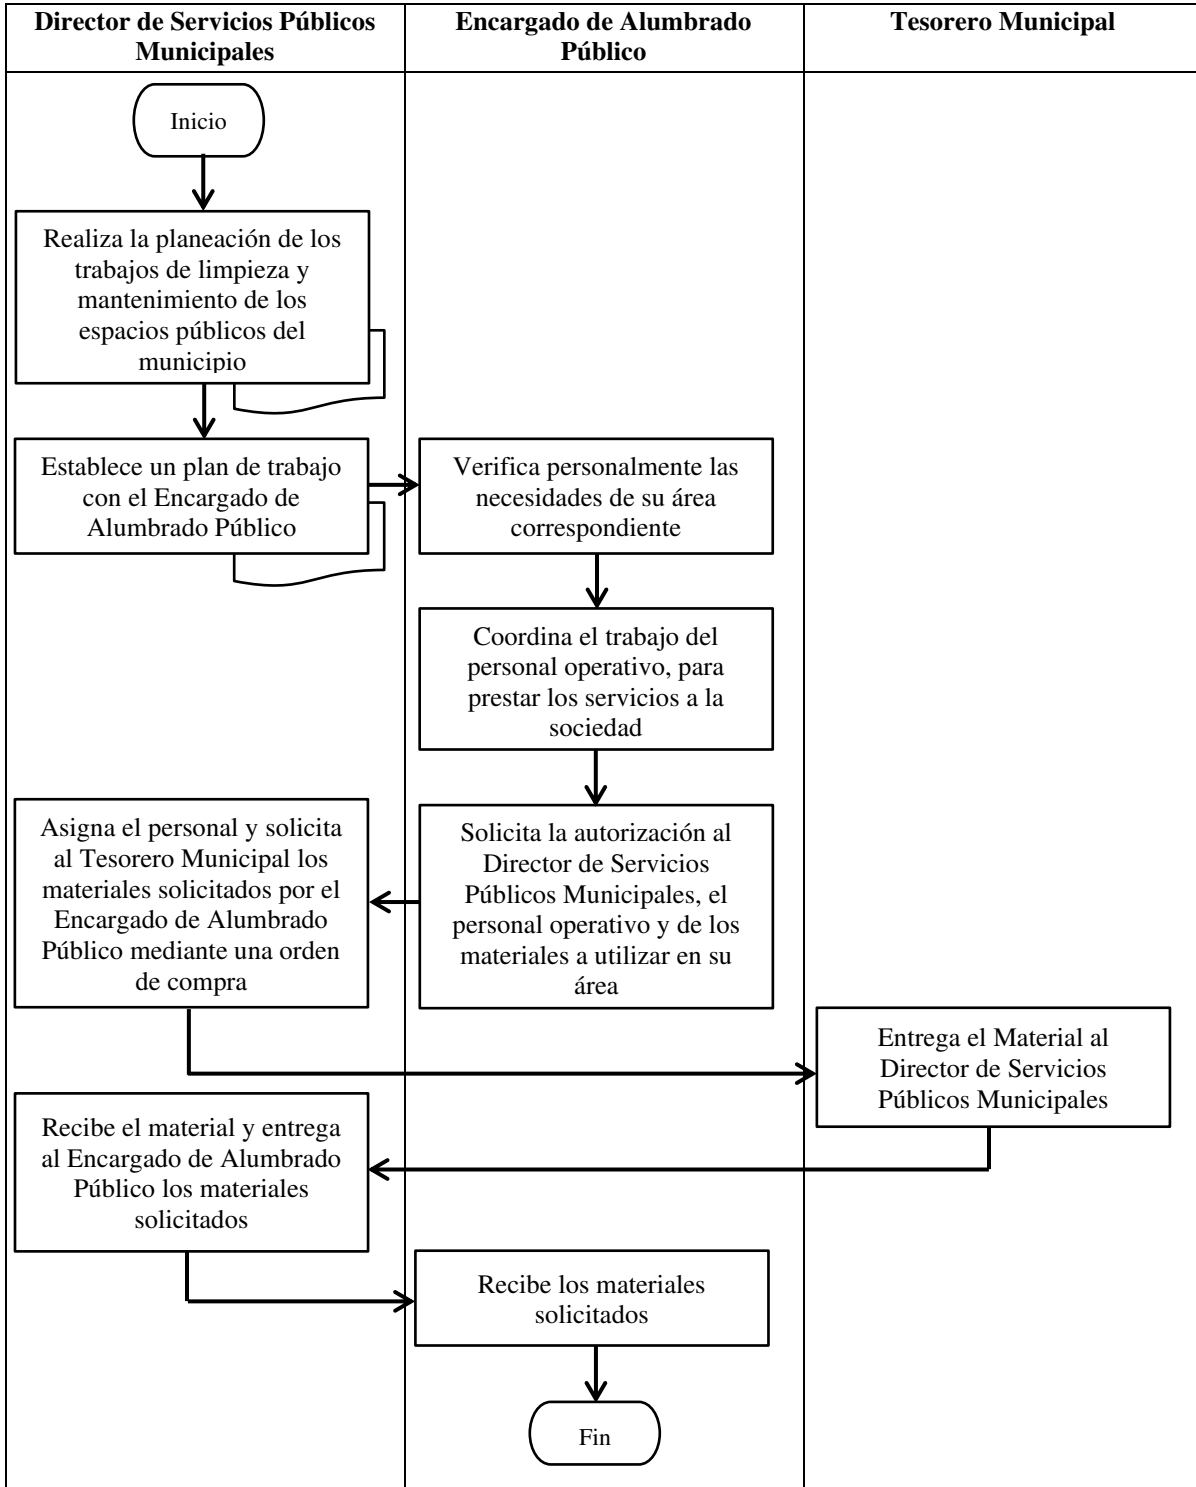 Director de Servicios Públicos
Municipales
Encargado de Alumbrado
Público
Tesorero Municipal
Inicio
Realiza la planeación de los
trabajos de limpieza y
mantenimiento de los
espacios públicos del
municipio
Establece un plan de trabajo
con el Encargado de
Alumbrado Público
Verifica personalmente las
necesidades de su área
correspondiente
Coordina el trabajo del
personal operativo, para
prestar los servicios a la
sociedad
Solicita la autorización al
Director de Servicios
Públicos Municipales, el
personal operativo y de los
materiales a utilizar en su
área
Asigna el personal y solicita
al Tesorero Municipal los
materiales solicitados por el
Encargado de Alumbrado
Público mediante una orden
de compra
Entrega el Material al
Director de Servicios
Públicos Municipales
Recibe el material y entrega
al Encargado de Alumbrado
Público los materiales
solicitados
Recibe los materiales
solicitados
Fin